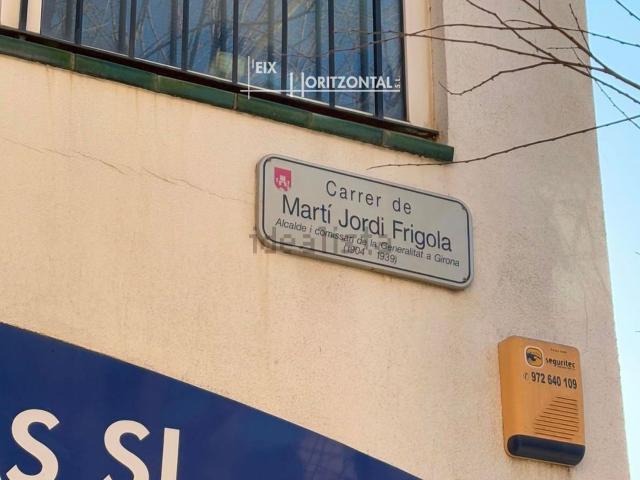 l'EIX
HORITZONTAL S.L.
Carrer de
Martí Jordi Frigola
Alcalde i comissari de la Generalitat a Girona
(1904 - 1939)
idealista
seguritec
972 640 109
S SL